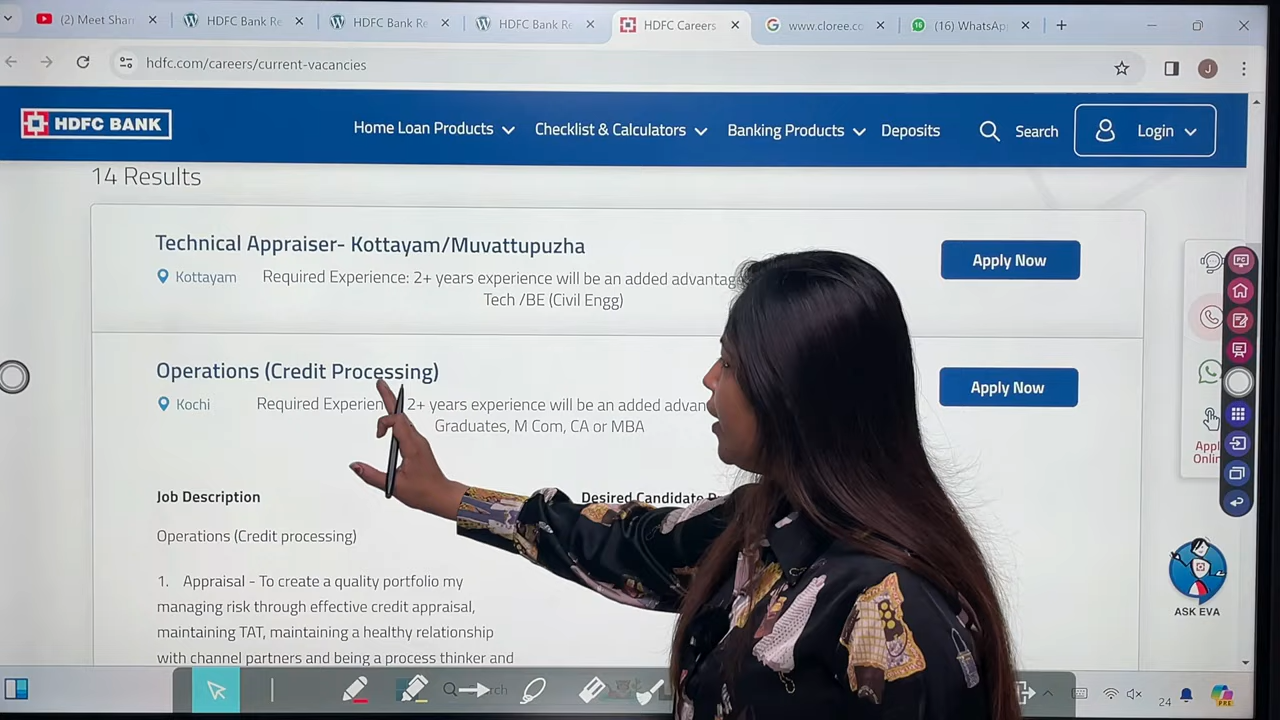 (2) Meet Shar
HDFC Bank Re
HDFC Bank Re
HDFC Bank Re
HDFC Careers
www.cloree.co
(16) WhatsAp
hdfc.com/careers/current-vacancies
J
HDFC BANK
Home Loan Products
Checklist & Calculators
Banking Products
Deposits
Search
Login
14 Results
Technical Appraiser- Kottayam/Muvattupuzha
Kottayam
Required Experience: 2+ years experience will be an added advantag
Tech /BE (Civil Engg)
Apply Now
Operations (Credit Processing)
Kochi
Required Experien 2+ years experience will be an added advan
Graduates, M Com, CA or MBA
Apply Now
Job Description
Desired Candidate P
Operations (Credit processing)
1. Appraisal - To create a quality portfolio my
managing risk through effective credit appraisal,
maintaining TAT, maintaining a healthy relationship
with channel partners and being a process thinker and
Appl
Onlin
PC
ASK EVA
24
PRE